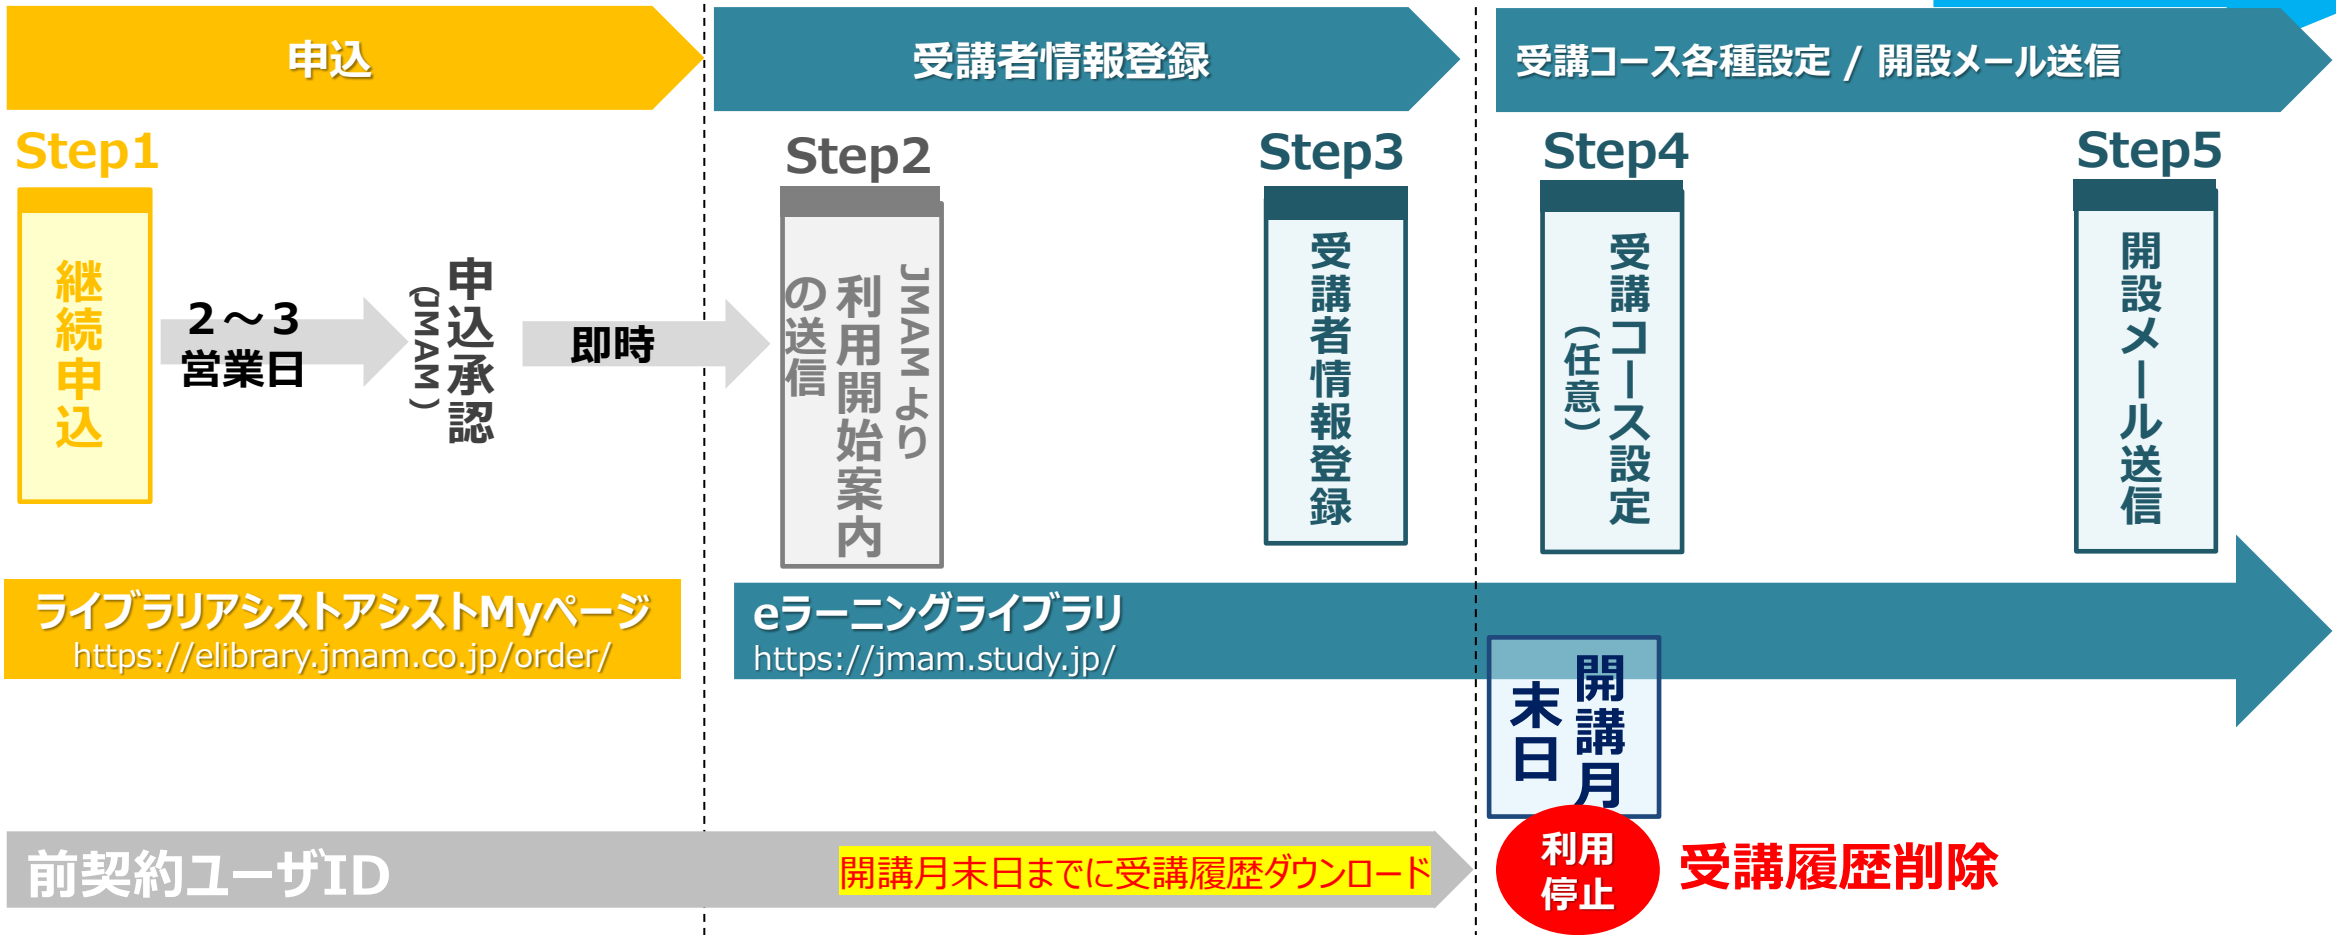 申込
受講者情報登録
受講コース各種設定 / 開設メール送信
Step1
Step2
Step3
Step4
Step5
継続申込
2～3
営業日
申込承認
(JMAM)
即時
JMAMより
利用開始案内
の送信
受講者情報登録
受講コース設定
（任意）
開設メール送信
ライブラリアシストアシストMyページ
https://elibrary.jmam.co.jp/order/
eラーニングライブラリ
https://jmam.study.jp/
開講月
末日
前契約ユーザID
開講月末日までに受講履歴ダウンロード
利用
停止
受講履歴削除